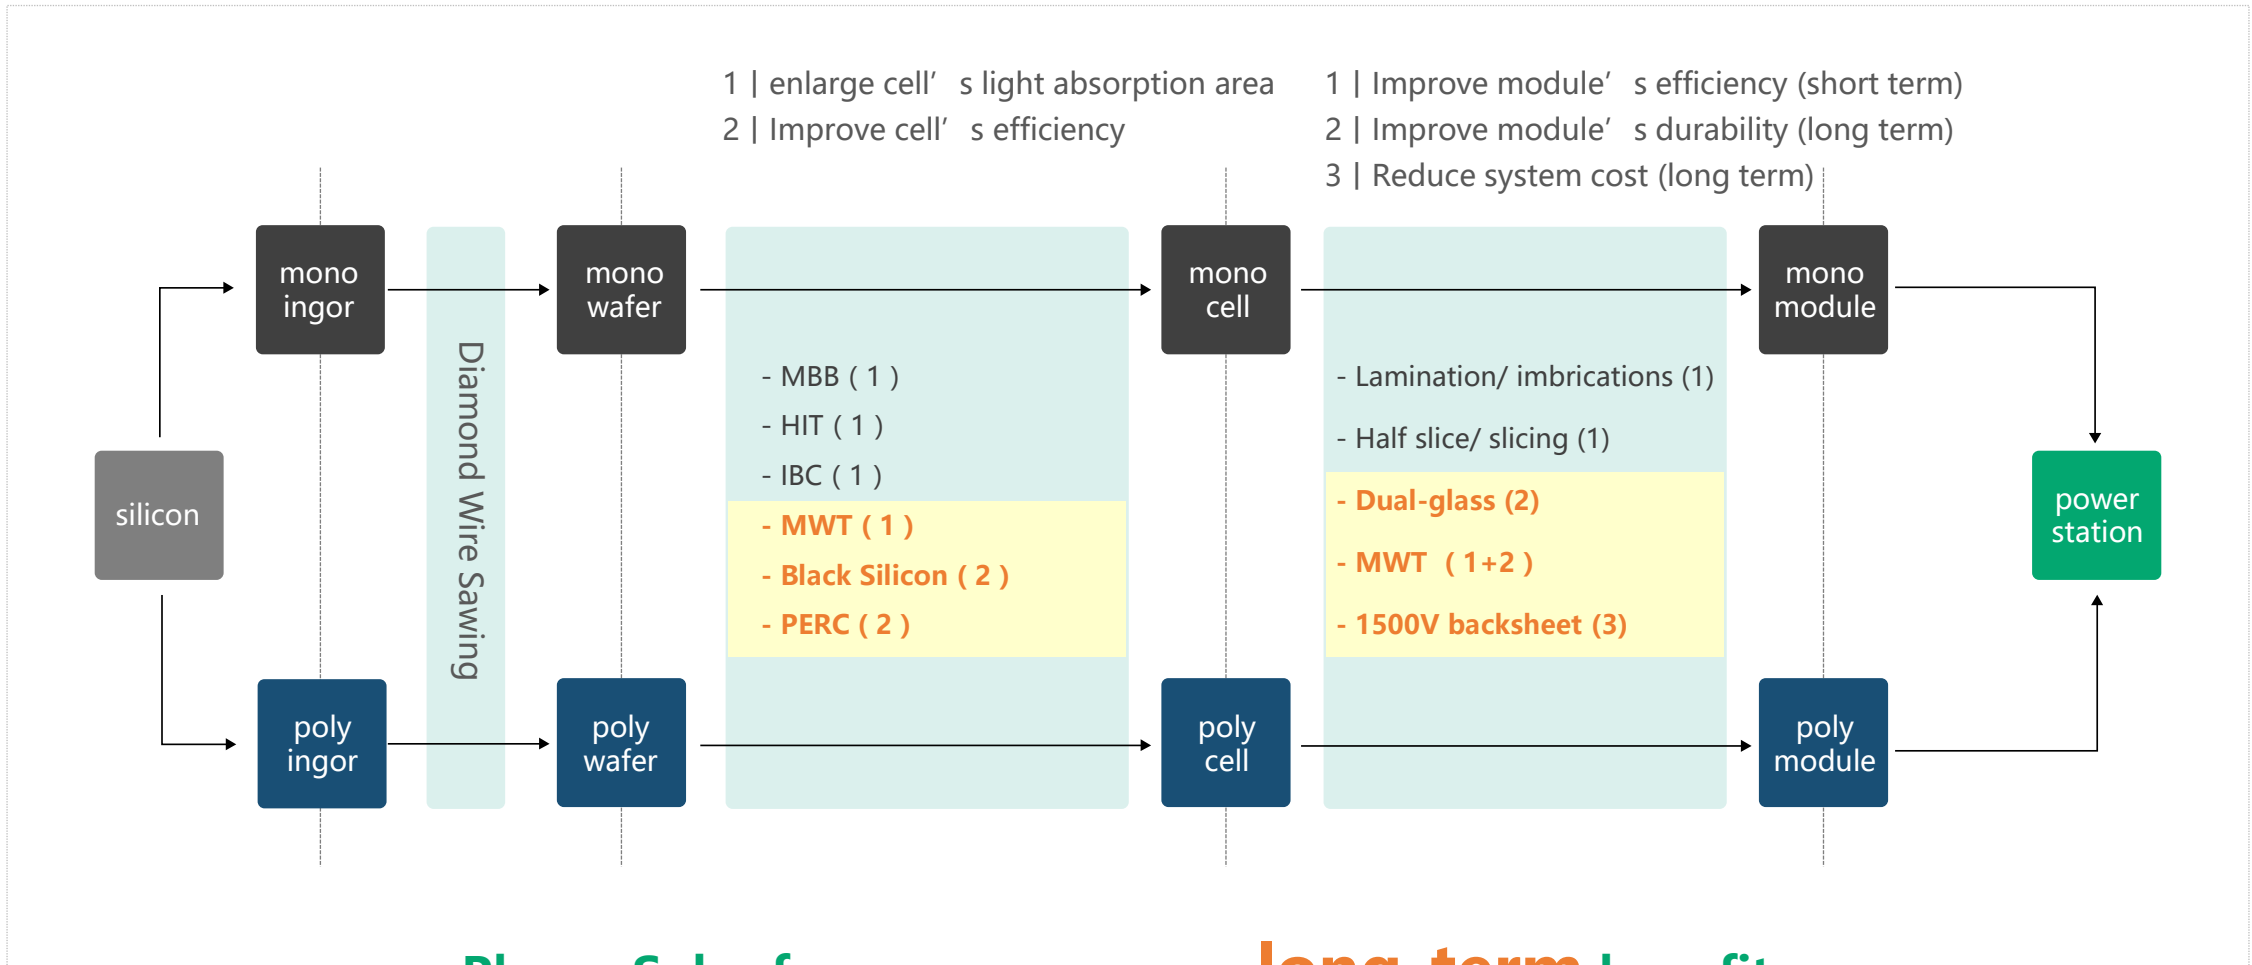 1 | enlarge cell’s light absorption area
2 | Improve cell’s efficiency
1 | Improve module’s efficiency (short term)
2 | Improve module’s durability (long term)
3 | Reduce system cost (long term)
mono
ingor
mono
wafer
mono
cell
mono
module
Diamond Wire Sawing
- MBB ( 1 )
- HIT ( 1 )
- IBC ( 1 )
- MWT ( 1 )
- Black Silicon ( 2 )
- PERC ( 2 )
- Lamination/ imbrications (1)
- Half slice/ slicing (1)
- Dual-glass (2)
- MWT ( 1+2 )
- 1500V backsheet (3)
silicon
power
station
poly
ingor
poly
wafer
poly
cell
poly
module
long-term